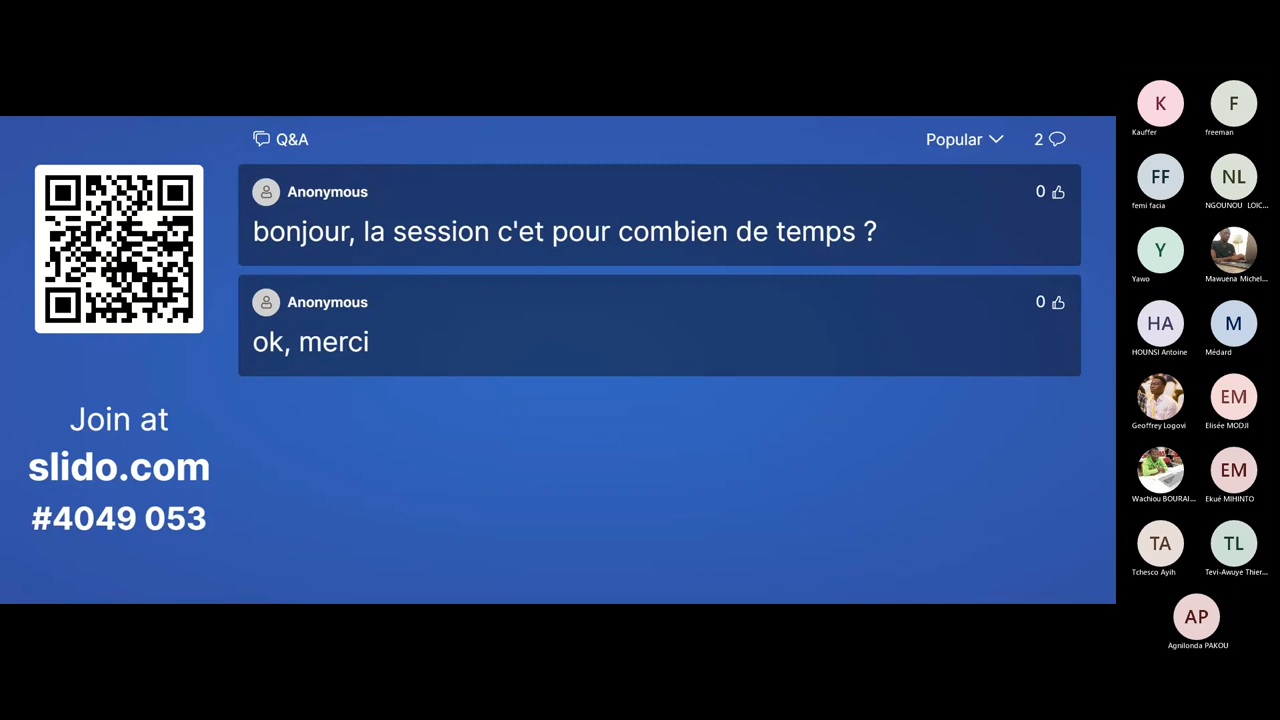 Q&A
Popular
2
Anonymous
0
bonjour, la session c'et pour combien de temps ?
Anonymous
0
ok, merci
Join at
slido.com
#4049 053
K
F
Kauffer
freeman
FF
NL
femi facia
NGOUNOU LOIC...
Y
Yawo
Mawuena Michel...
HA
M
HOUNSI Antoine
Médard
EM
Geoffrey Logovi
Elisée MODJI
EM
Wachiou BOURAI...
Ekué MIHINTO
TA
TL
Tchesco Ayih
Tevi-Awuye Thier...
AP
Agnilonda PAKOU